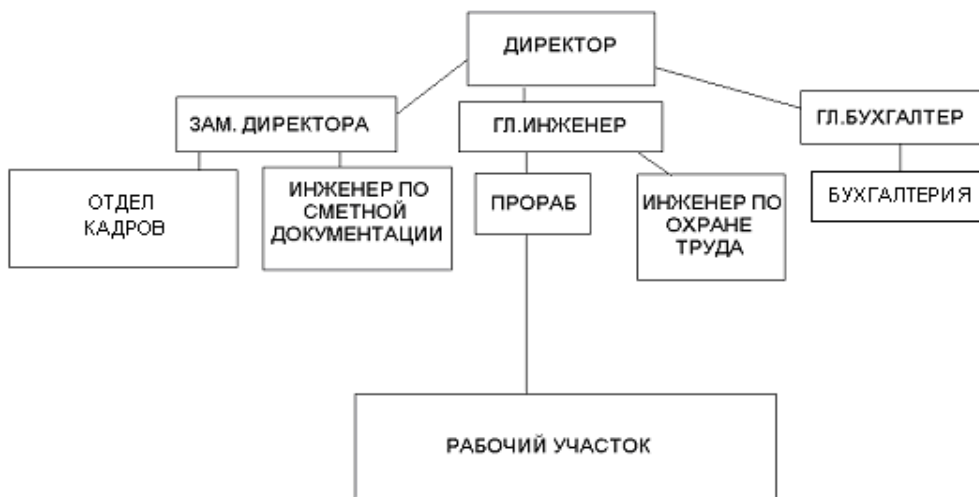 ДИРЕКТОР
ЗАМ. ДИРЕКТОРА
ГЛ.ИНЖЕНЕР
ГЛ.БУХГАЛТЕР
ОТДЕЛ
КАДРОВ
ИНЖЕНЕР ПО
СМЕТНОЙ
ДОКУМЕНТАЦИИ
ПРОРАБ
ИНЖЕНЕР ПО
ОХРАНЕ
ТРУДА
БУХГАЛТЕРИЯ
РАБОЧИЙ УЧАСТОК